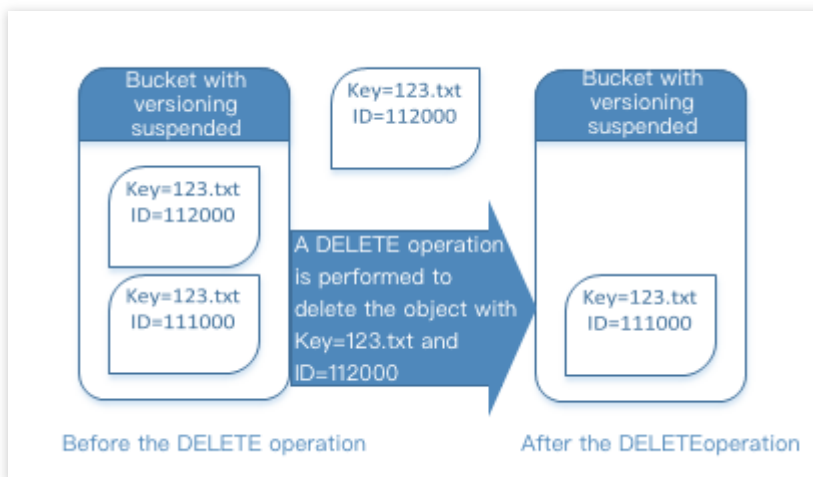 Bucket with
versioning
suspended
Key=123.txt
ID=112000
Key=123.txt
ID=111000
Key=123.txt
ID=112000
A DELETE operation
is performed to
delete the object with
Key=123.txt and
ID=112000
Bucket with
versioning
suspended
Key=123.txt
ID=111000
Before the DELETE operation
After the DELETEoperation